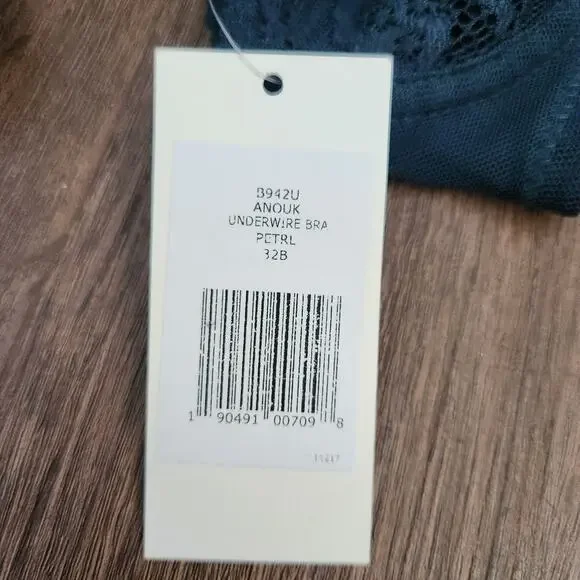 B942U
ANOUK
UNDERWIRE BRA
PETRL
32B
1 90491 00709 8